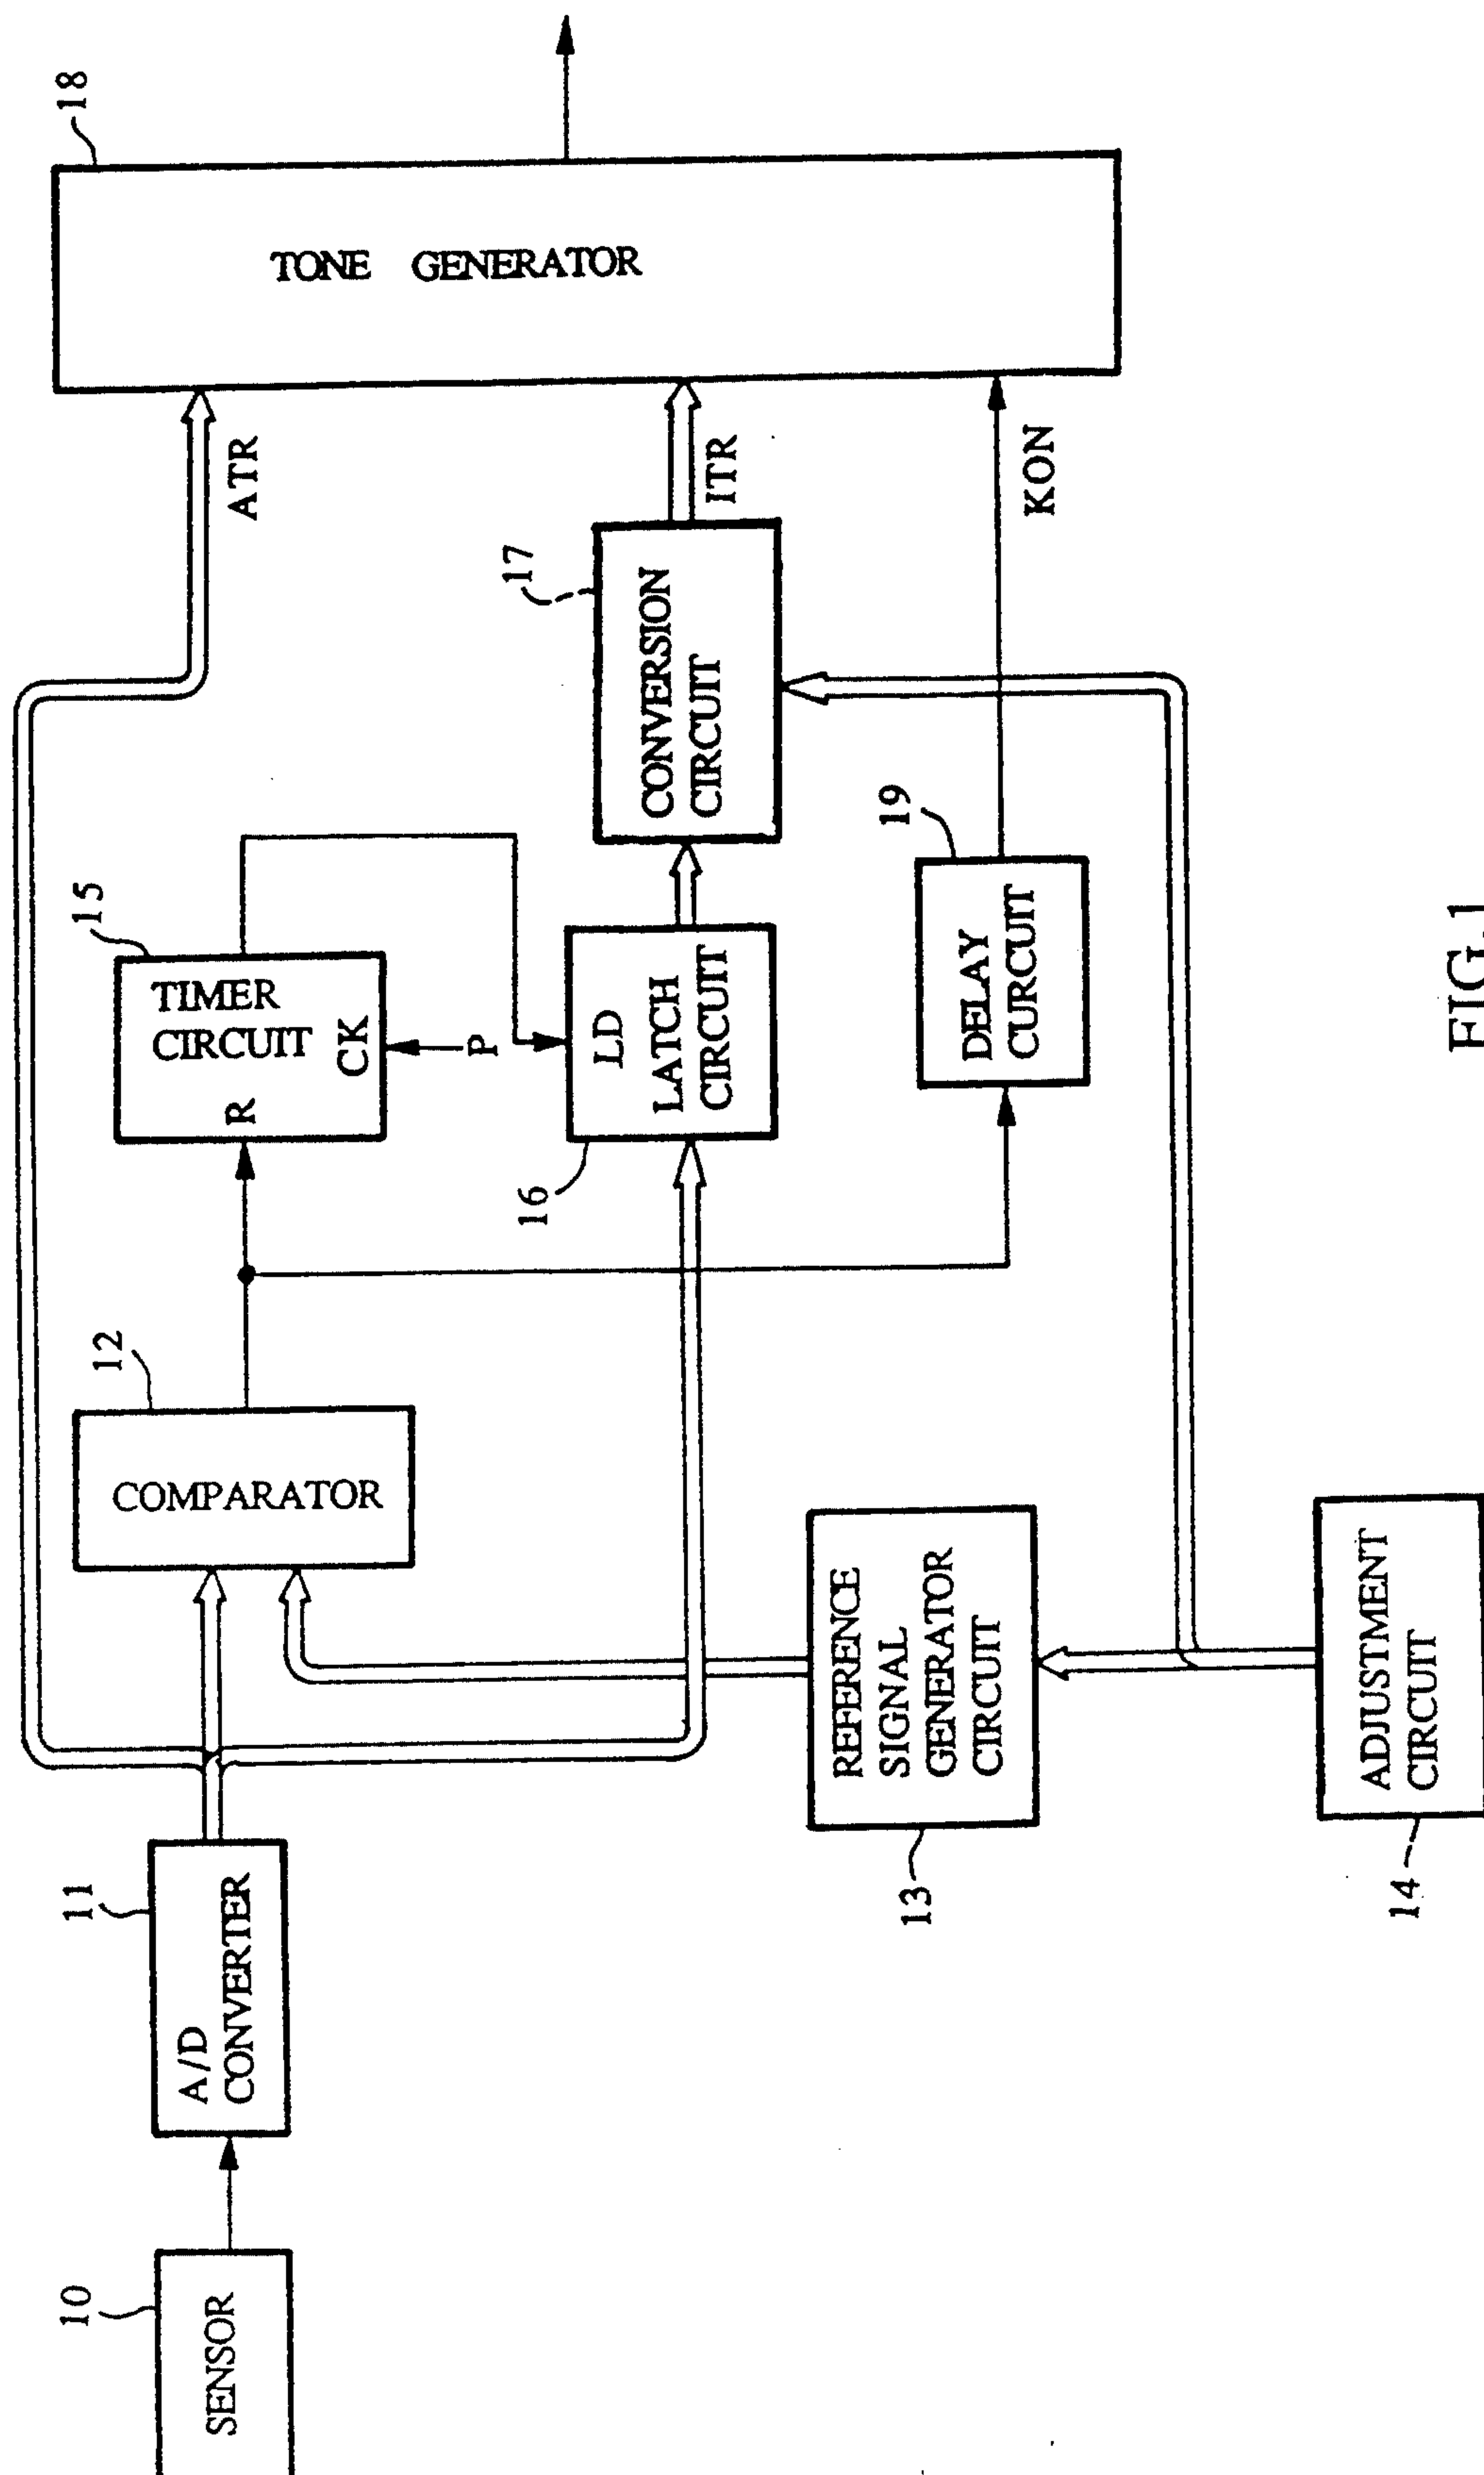 10
SENSOR
11
A/D
CONVERTER
12
COMPARATOR
13
REFERENCE
SIGNAL
GENERATOR
CIRCUIT
14
ADJUSTMENT
CIRCUIT
15
TIMER
CIRCUIT
R
CK
P
16
LD
LATCH
CIRCUIT
17
CONVERSION
CIRCUIT
19
DELAY
CURCUIT
ATR
ITR
KON
18
TONE GENERATOR
FIG.1